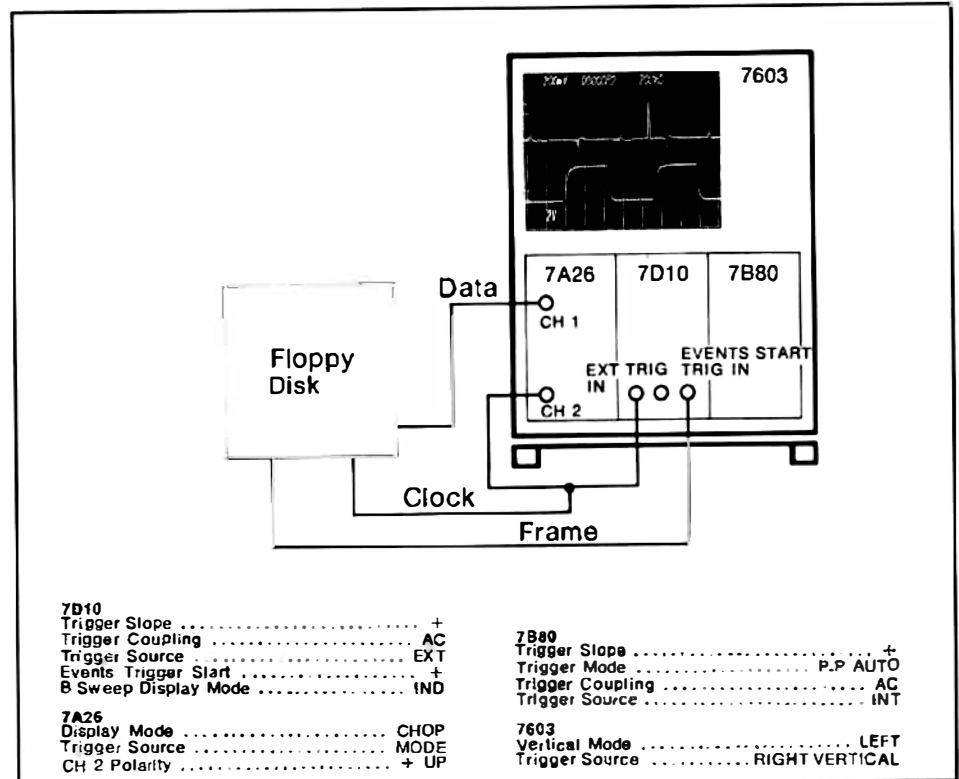 7603
7A26 7D10 7B80
Data
CH 1
Floppy
Disk
EXT TRIG
IN
EVENTS START
TRIG IN
CH 2
Clock
Frame
2V
7D10
Trigger Slope ........................ +
Trigger Coupling ..................... AC
Trigger Source ....................... EXT
Events Trigger Start ................. +
B Sweep Display Mode ................. IND
7A26
Display Mode ......................... CHOP
Trigger Source ....................... MODE
CH 2 Polarity ........................ + UP
7B80
Trigger Slope ........................ +
Trigger Mode ......................... P.P AUTO
Trigger Coupling ..................... AC
Trigger Source ....................... INT
7603
Vertical Mode ........................ LEFT
Trigger Source ............ RIGHT VERTICAL